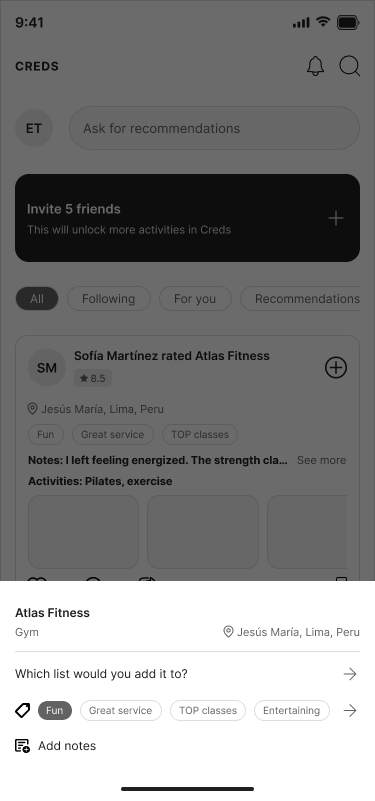 9:41
CREDS
ET Ask for recommendations
Invite 5 friends
This will unlock more activities in Creds
All Following For you Recommendations
SM Sofía Martínez rated Atlas Fitness
8.5
Jesús María, Lima, Peru
Fun Great service TOP classes
Notes: I left feeling energized. The strength cla... See more
Activities: Pilates, exercise
Atlas Fitness
Gym Jesús María, Lima, Peru
Which list would you add it to?
Fun Great service TOP classes Entertaining
Add notes